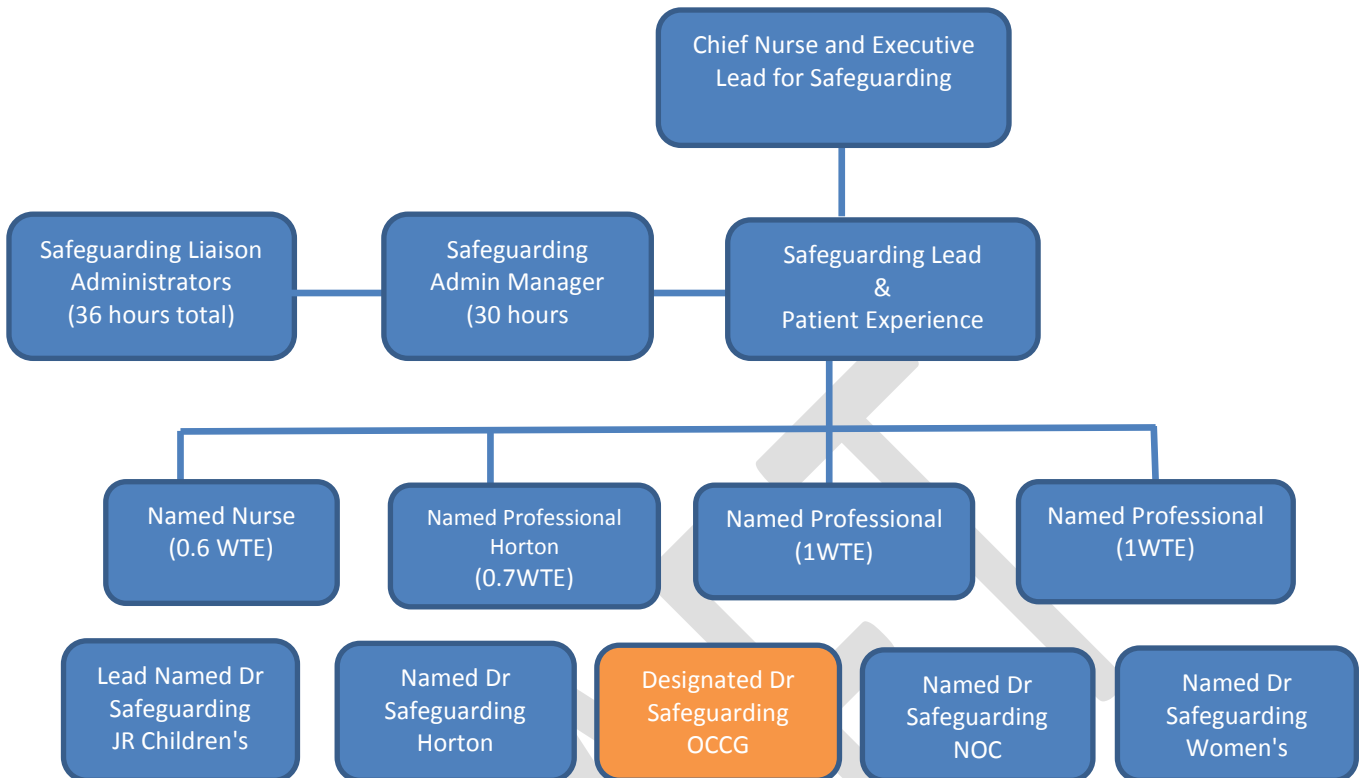 Chief Nurse and Executive
Lead for Safeguarding
Safeguarding Liaison
Administrators
(36 hours total)
Safeguarding
Admin Manager
(30 hours
Safeguarding Lead
&
Patient Experience
Named Nurse
(0.6 WTE)
Named Professional
Horton
(0.7WTE)
Named Professional
(1WTE)
Named Professional
(1WTE)
Lead Named Dr
Safeguarding
JR Children's
Named Dr
Safeguarding
Horton
Designated Dr
Safeguarding
OCCG
Named Dr
Safeguarding
NOC
Named Dr
Safeguarding
Women's